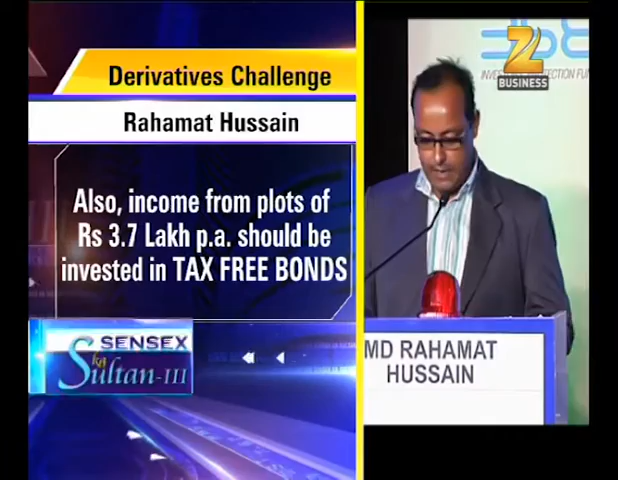 Derivatives Challenge
Rahamat Hussain
Also, income from plots of
Rs 3.7 Lakh p.a. should be
invested in TAX FREE BONDS
SENSEX
ka
Sultan-III
ZEE
BUSINESS
MD RAHAMAT
HUSSAIN